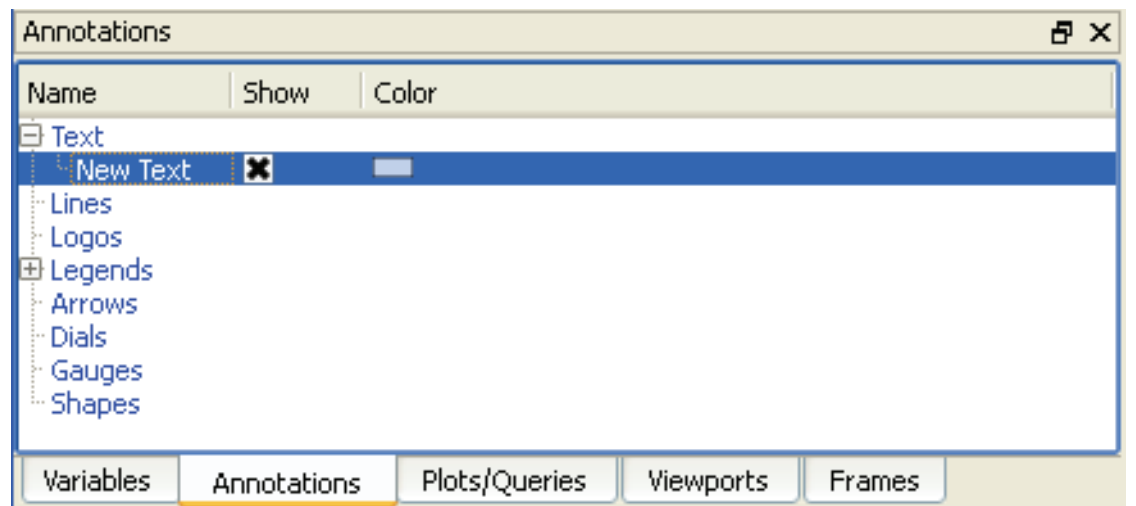 Annotations
Name Show Color
Text
New Text
Lines
Logos
Legends
Arrows
Dials
Gauges
Shapes
Variables Annotations Plots/Queries Viewports Frames